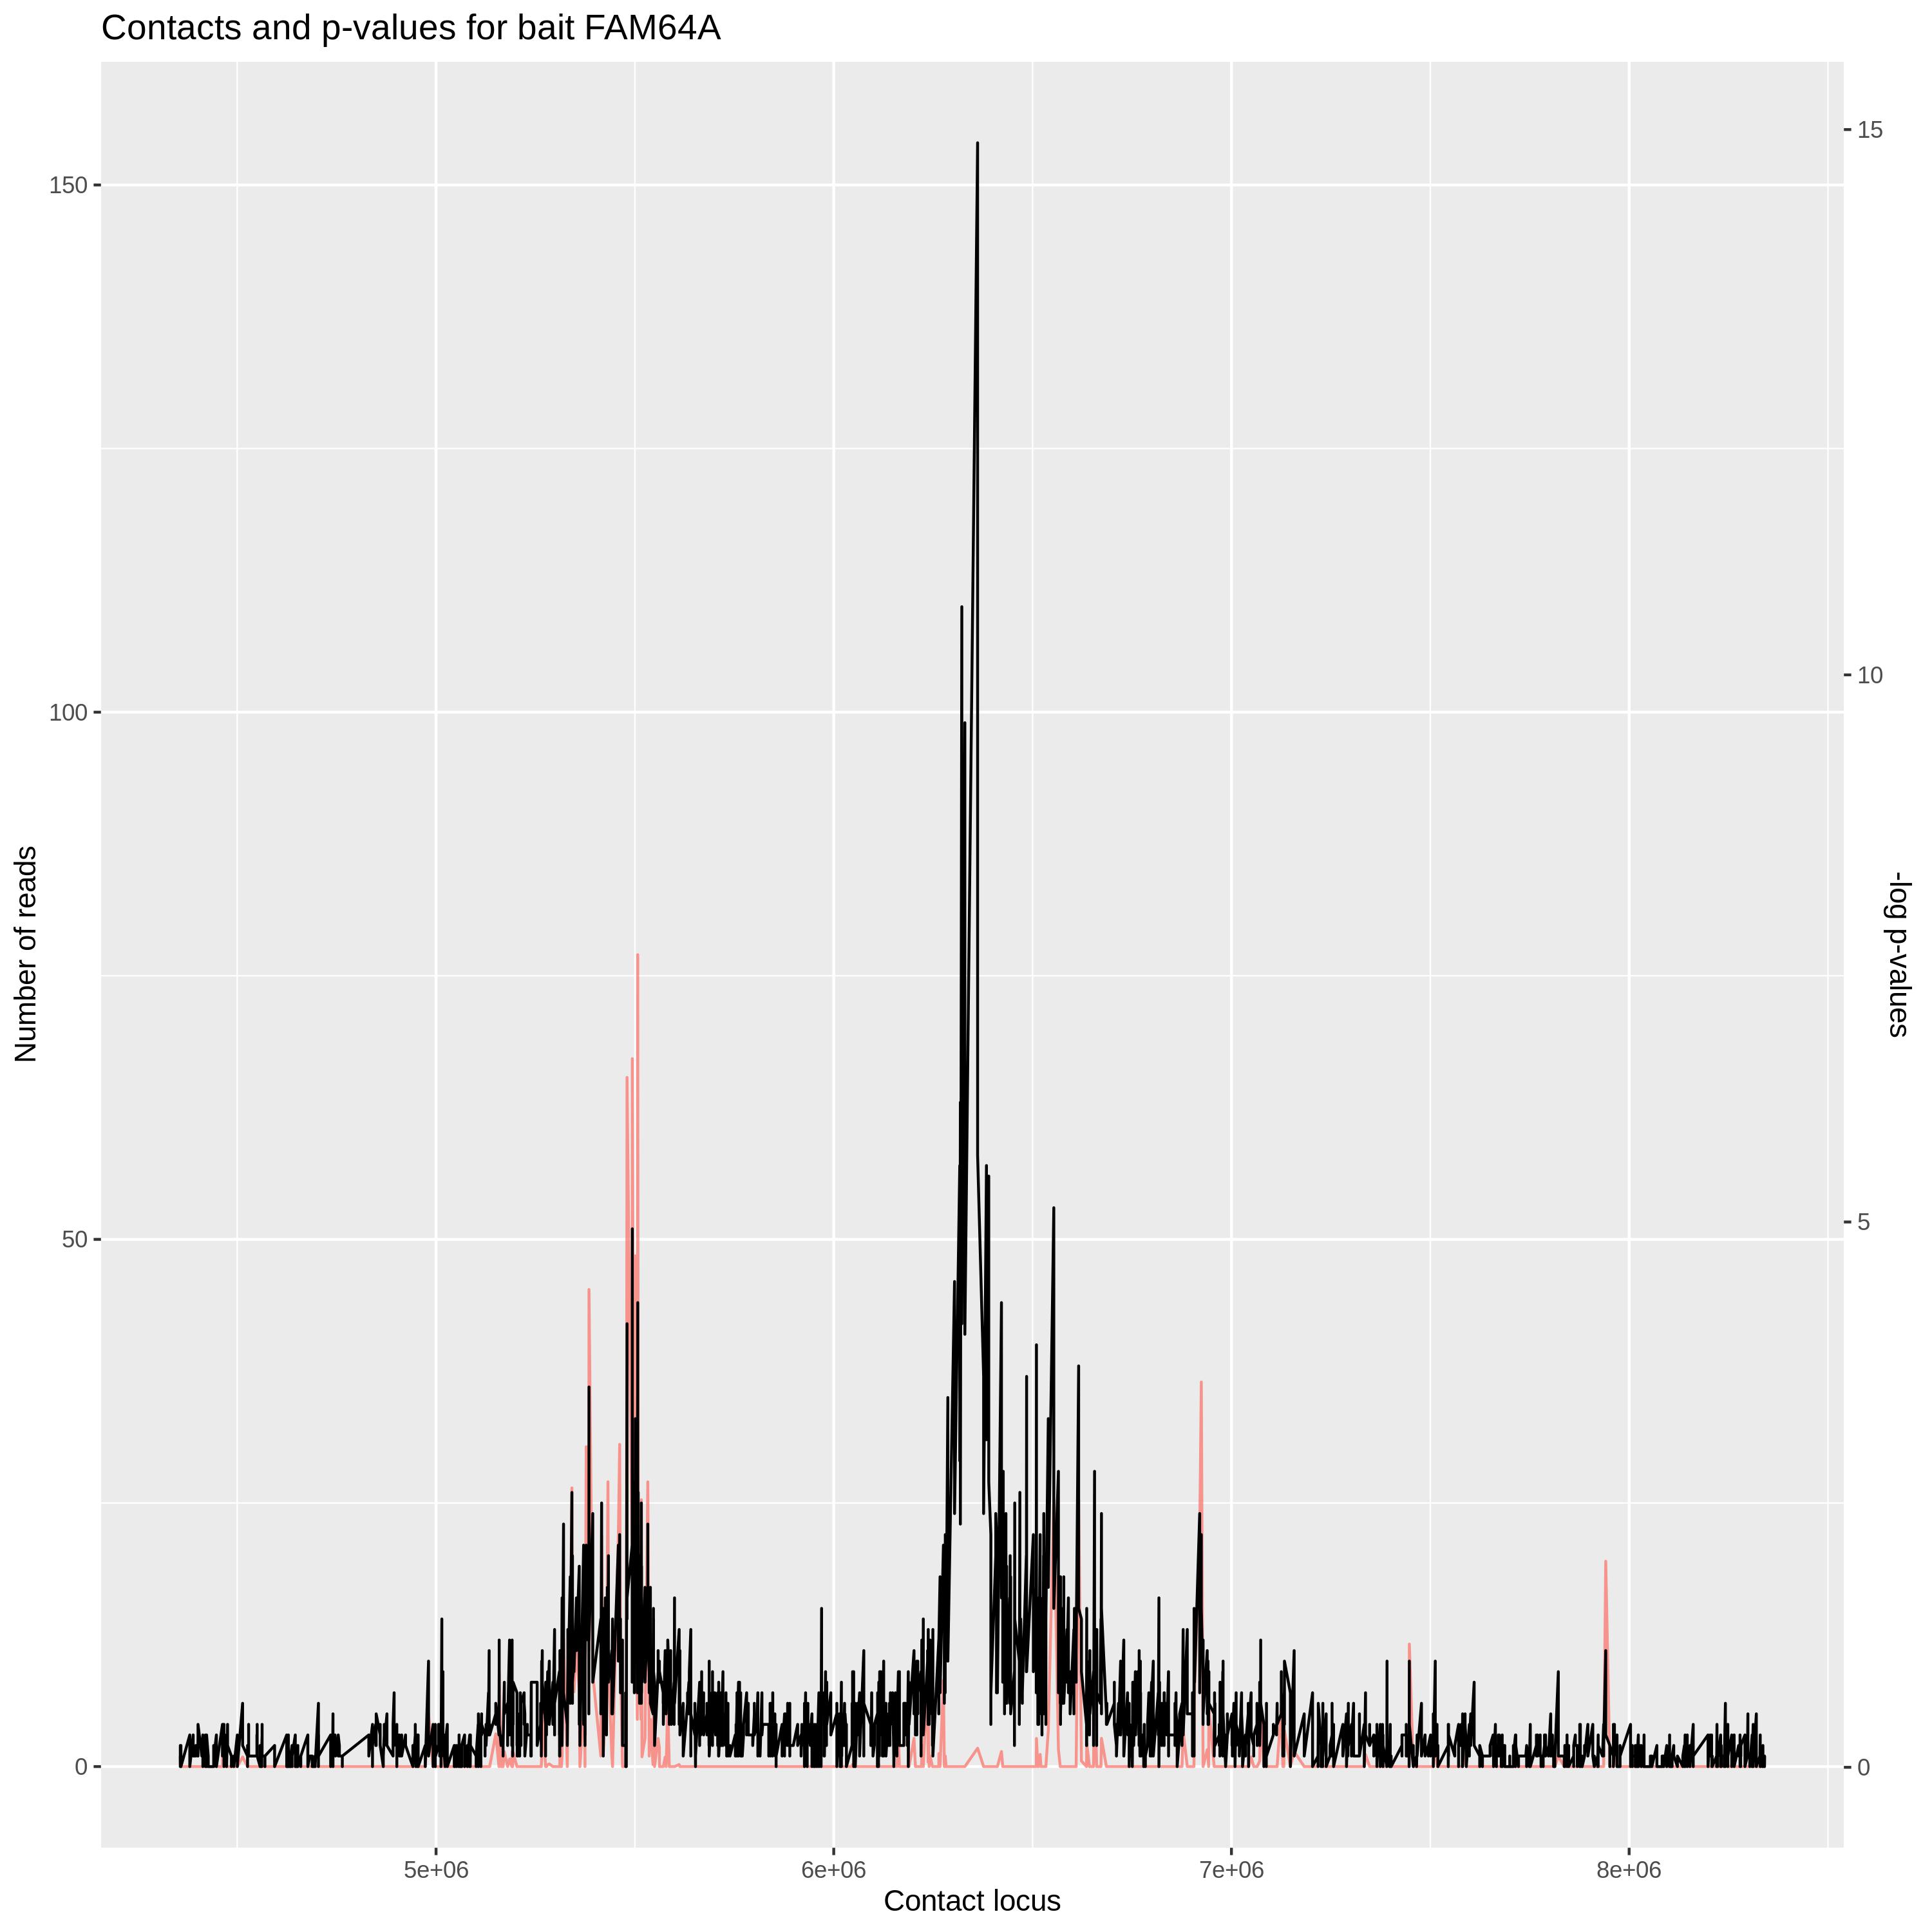 Contacts and p-values for bait FAM64A
150
100
50
0
Number of reads
15
10
5
0
-log p-values
5e+06
6e+06
7e+06
8e+06
Contact locus